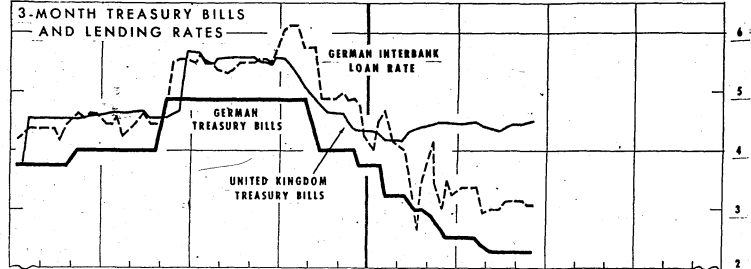 3-MONTH TREASURY BILLS
AND LENDING RATES
6
GERMAN INTERBANK
LOAN RATE
5
GERMAN
TREASURY BILLS
4
UNITED KINGDOM
TREASURY BILLS
3
2